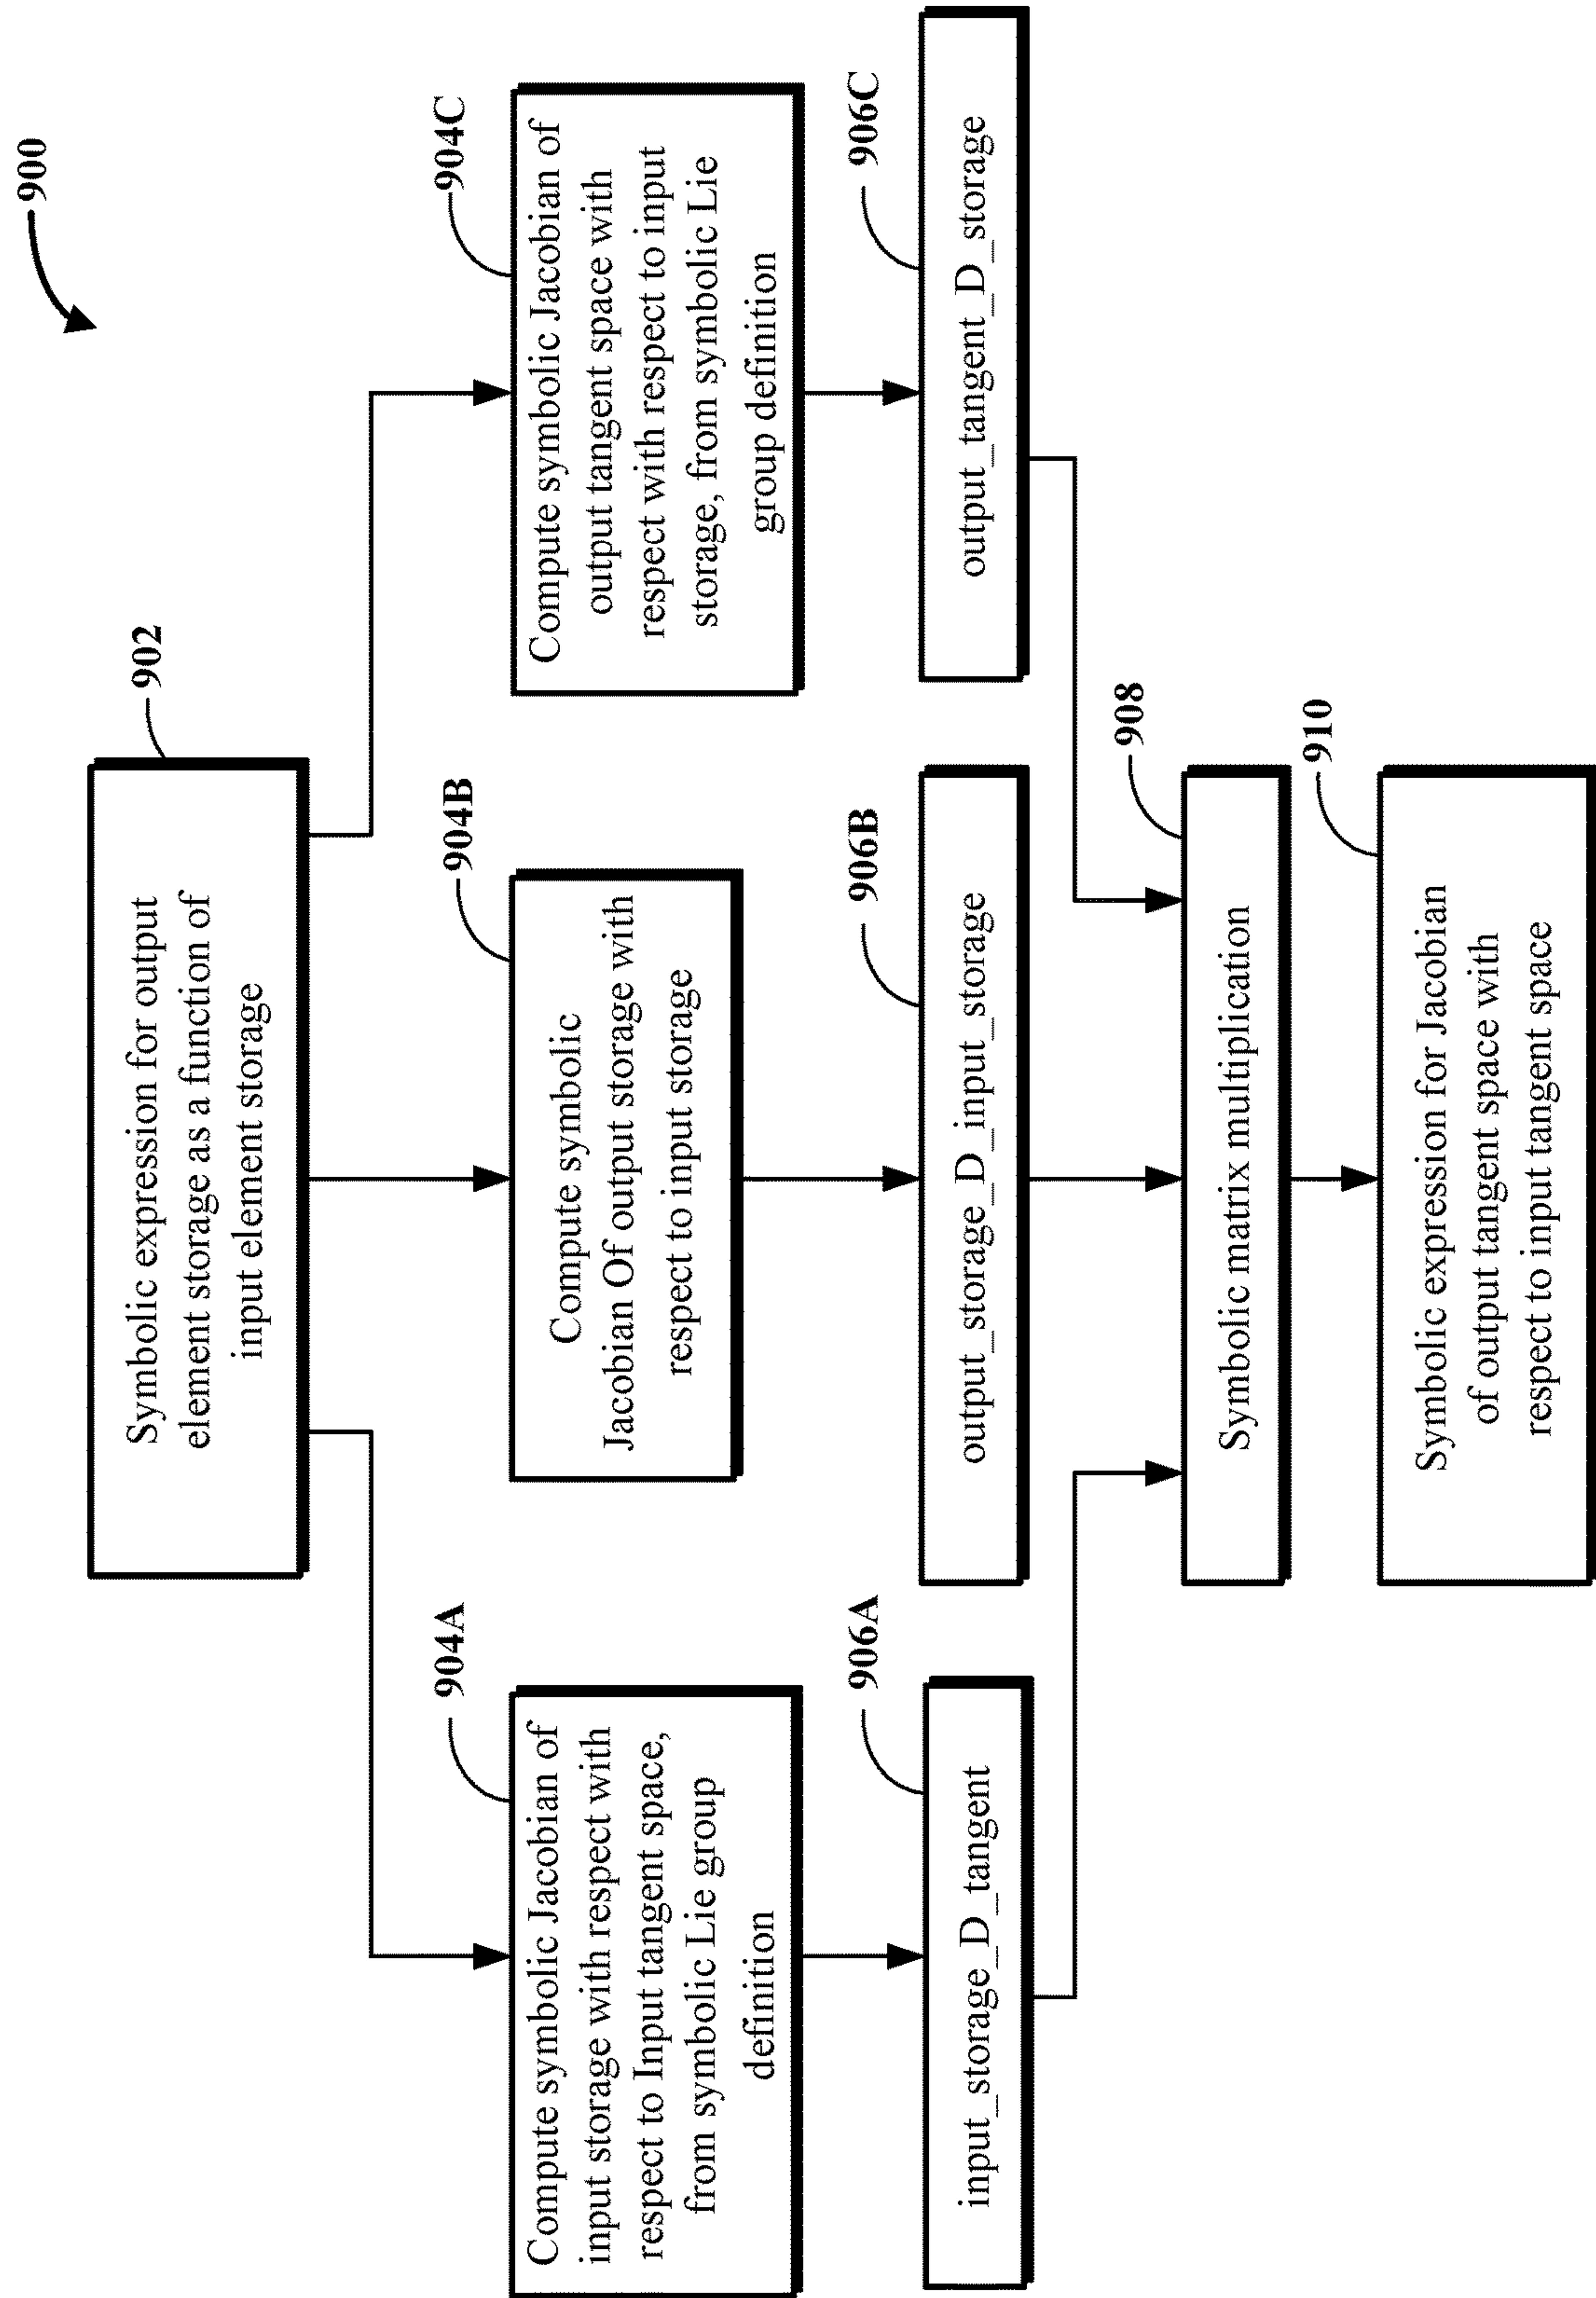 900
902
Symbolic expression for output
element storage as a function of
input element storage
904A
Compute symbolic Jacobian of
input storage with respect with
respect to Input tangent space,
from symbolic Lie group
definition
904B
Compute symbolic
Jacobian Of output storage with
respect to input storage
904C
Compute symbolic Jacobian of
output tangent space with
respect with respect to input
storage, from symbolic Lie
group definition
906A
input_storage_D_tangent
906B
output_storage_D_input_storage
906C
output_tangent_D_storage
908
Symbolic matrix multiplication
910
Symbolic expression for Jacobian
of output tangent space with
respect to input tangent space